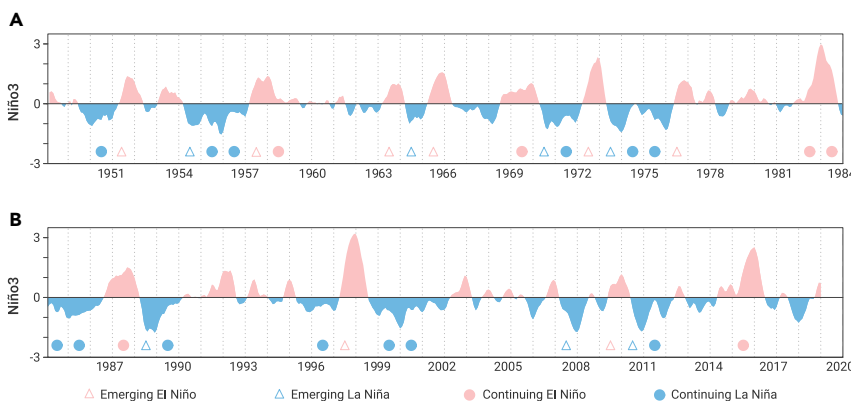 A
3
0
-3
Niño3
1951 1954 1957 1960 1963 1966 1969 1972 1975 1978 1981 1984
B
3
0
-3
Niño3
1987 1990 1993 1996 1999 2002 2005 2008 2011 2014 2017 2020
Emerging El Niño Emerging La Niña Continuing El Niño Continuing La Niña